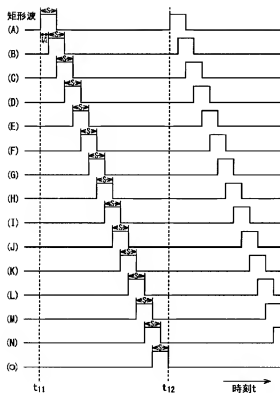 矩形波
(A)
S
(B)
S
(C)
S
(D)
S
(E)
S
(F)
S
(G)
S
(H)
S
(I)
S
(J)
S
(K)
S
(L)
S
(M)
S
(N)
S
(O)
S
t11
t12
時刻t